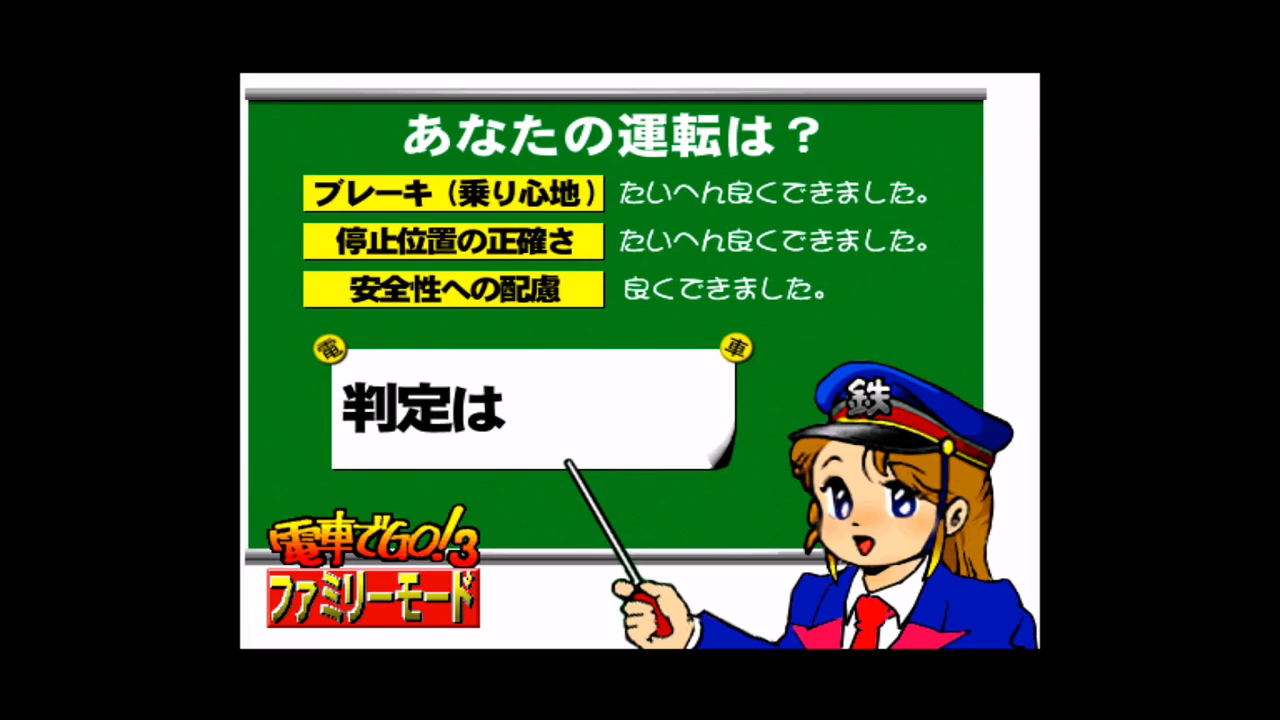 あなたの運転は？
ブレーキ（乗り心地） たいへん良くできました。
停止位置の正確さ たいへん良くできました。
安全性への配慮 良くできました。
電 車
判定は
鉄
電車でGO!3
ファミリーモード